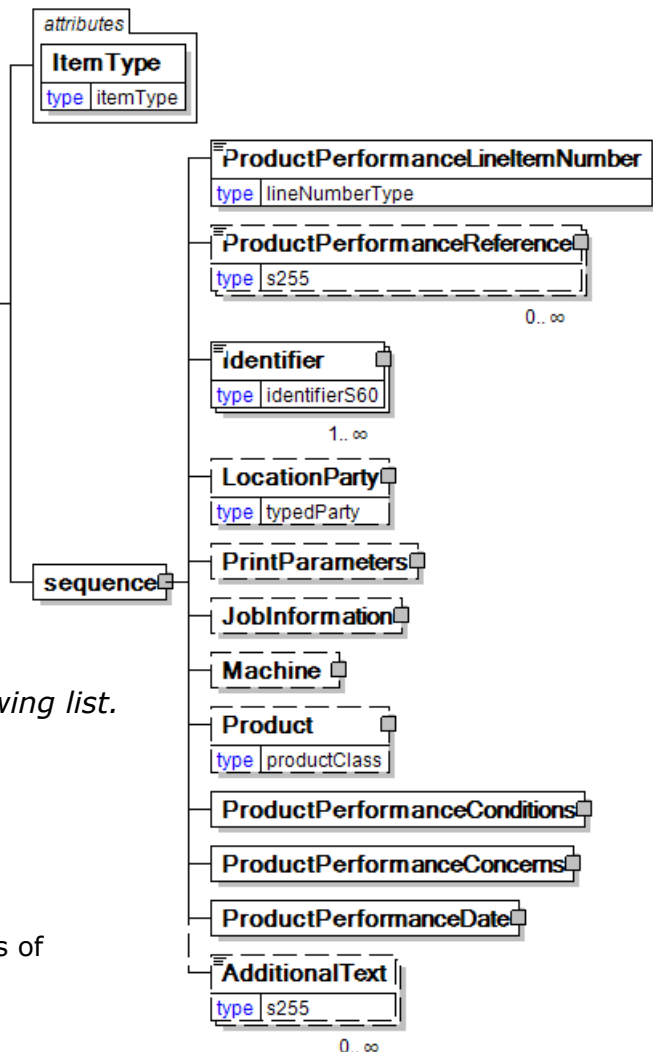 attributes
ItemType
type itemType
ProductPerformanceLineItemNumber
type lineNumberType
ProductPerformanceReference
type s255
0..∞
Identifier
type identifierS60
1..∞
LocationParty
type typedParty
PrintParameters
sequence
JobInformation
Machine
wing list.
Product
type productClass
ProductPerformanceConditions
ProductPerformanceConcerns
ProductPerformanceDate
s of
AdditionalText
type s255
0..∞